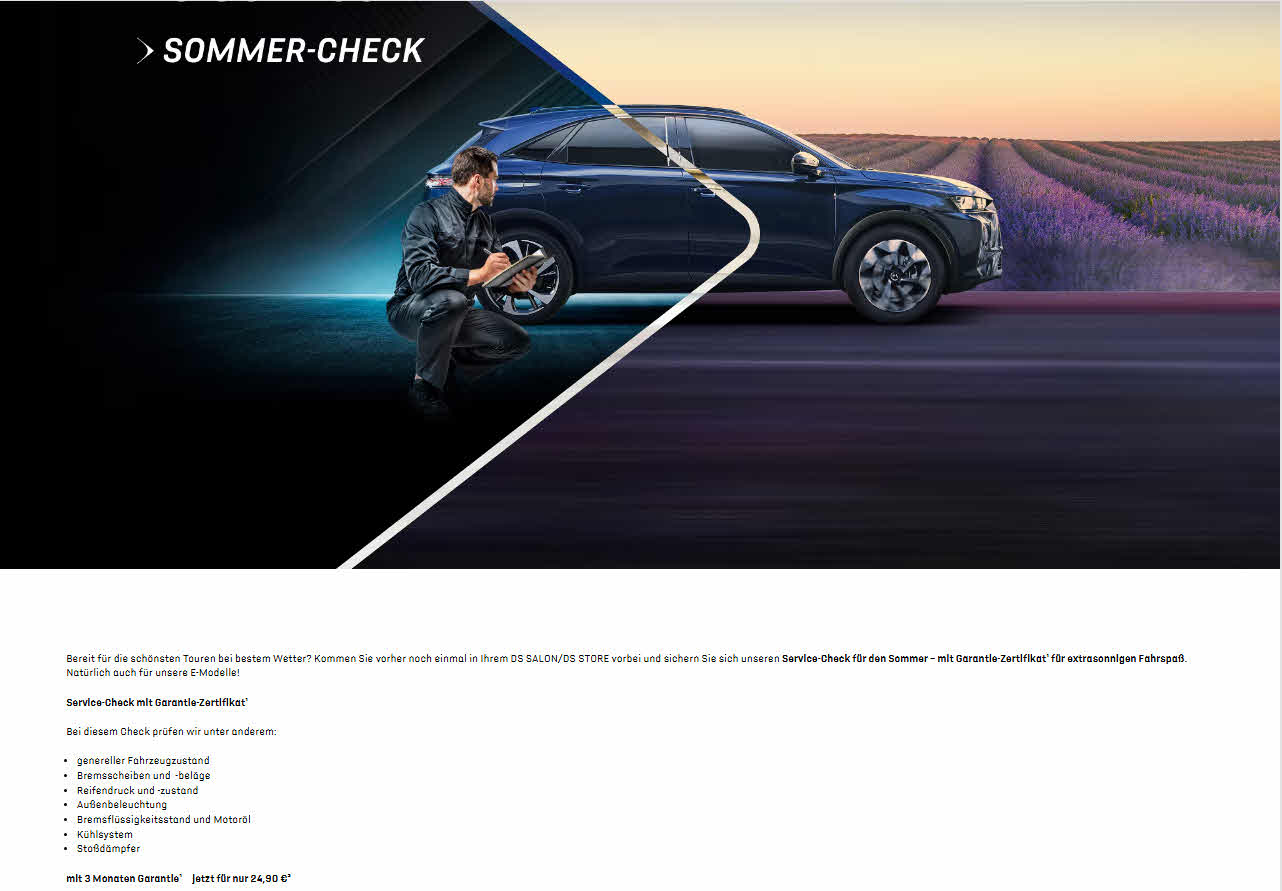 SOMMER-CHECK
Bereit für die schönsten Touren bei bestem Wetter? Kommen Sie vorher noch einmal in Ihrem DS SALON/DS STORE vorbei und sichern Sie sich unseren Service-Check für den Sommer – mit Garantie-Zertifikat¹ für extrasonnigen Fahrspaß.
Natürlich auch für unsere E-Modelle!
Service-Check mit Garantie-Zertifikat¹
Bei diesem Check prüfen wir unter anderem:
• genereller Fahrzeugzustand
• Bremsscheiben und -beläge
• Reifendruck und -zustand
• Außenbeleuchtung
• Bremsflüssigkeitsstand und Motoröl
• Kühlsystem
• Stoßdämpfer
mit 3 Monaten Garantie¹ jetzt für nur 24,90 €²